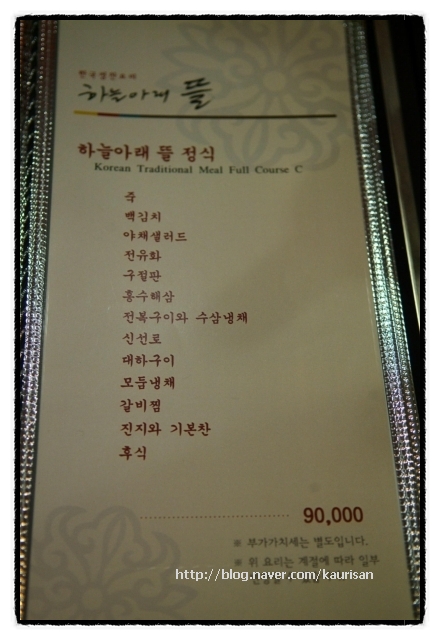 한국전통요리
하늘아래 뜰
하늘아래 뜰 정식
Korean Traditional Meal Full Course C
죽
백김치
야채샐러드
전유화
구절판
홍수해삼
전복구이와 수삼냉채
신선로
대하구이
모듬냉채
갈비찜
진지와 기본찬
후식
90,000
※ 부가가치세는 별도입니다.
※ 위 요리는 계절에 따라 일부
http://blog.naver.com/kaurisan